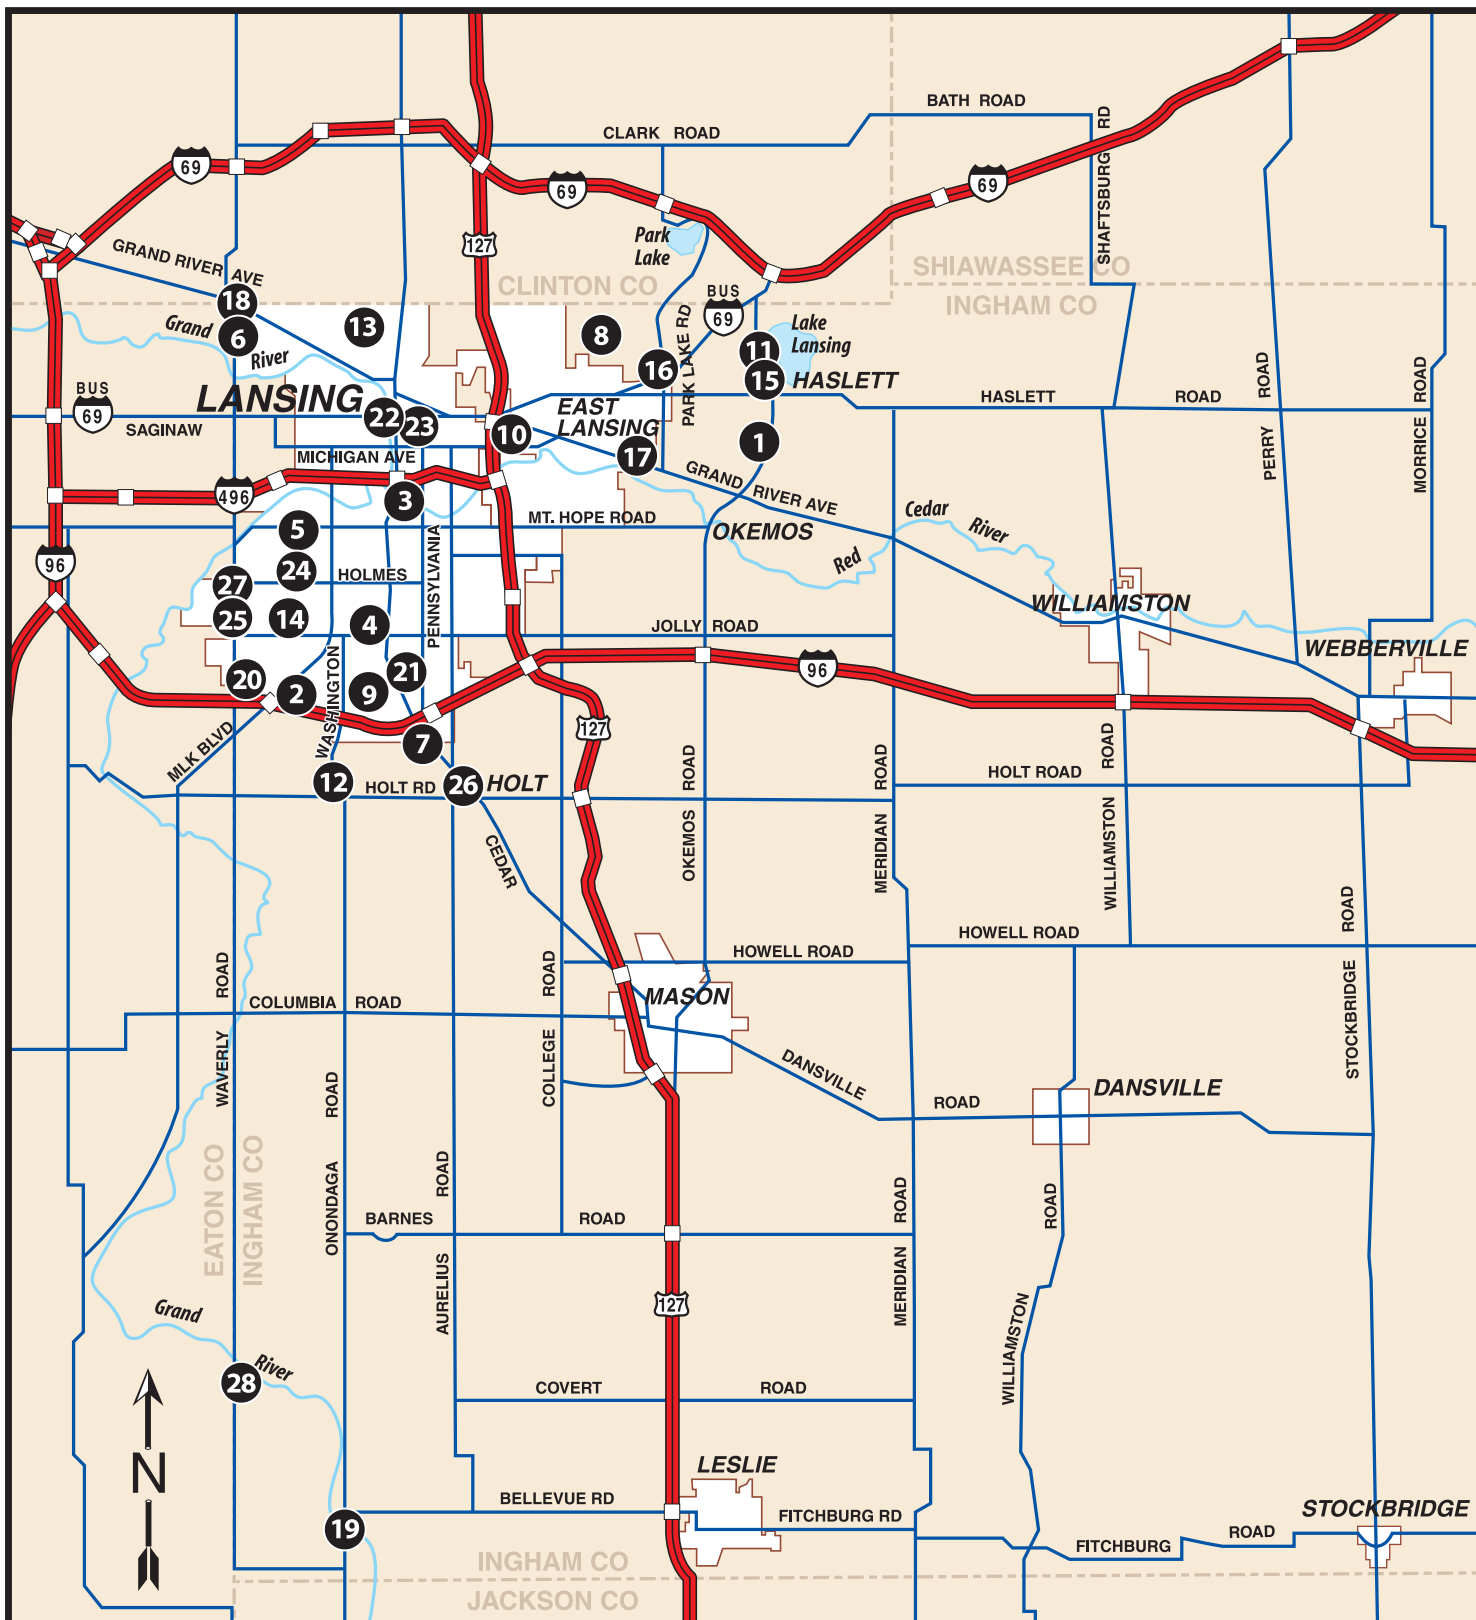 BATH ROAD
CLARK ROAD
SHAFTSBURG RD
69
69
69
127
GRAND RIVER AVE
Park
Lake
CLINTON CO
SHIAWASSEE CO
INGHAM CO
BUS
69
18
6
13
8
Grand
River
Lake
Lansing
11
16
15
HASLETT
PARK LAKE RD
LANSING
BUS
69
SAGINAW
22
23
EAST
LANSING
10
1
17
HASLETT ROAD
PERRY ROAD
MORRICE ROAD
MICHIGAN AVE
GRAND RIVER AVE
496
3
MT. HOPE ROAD
OKEMOS
Red
Cedar
River
5
96
24
27
HOLMES
PENNSYLVANIA
25
14
4
JOLLY ROAD
WILLIAMSTON
WEBBERVILLE
20
2
9
21
96
WASHINGTON
MLK BLVD
7
127
12
HOLT RD
26
HOLT
HOLT ROAD
CEDAR
OKEMOS ROAD
MERIDIAN ROAD
WILLIAMSTON ROAD
STOCKBRIDGE ROAD
HOWELL ROAD
HOWELL ROAD
MASON
COLUMBIA ROAD
WAVERLY ROAD
COLLEGE ROAD
DANSVILLE
ROAD
DANSVILLE
EATON CO
INGHAM CO
ONONDAGA ROAD
AURELIUS ROAD
BARNES ROAD
MERIDIAN ROAD
WILLIAMSTON ROAD
127
Grand
River
28
COVERT ROAD
N
LESLIE
BELLEVUE RD
FITCHBURG RD
19
STOCKBRIDGE
FITCHBURG ROAD
INGHAM CO
JACKSON CO